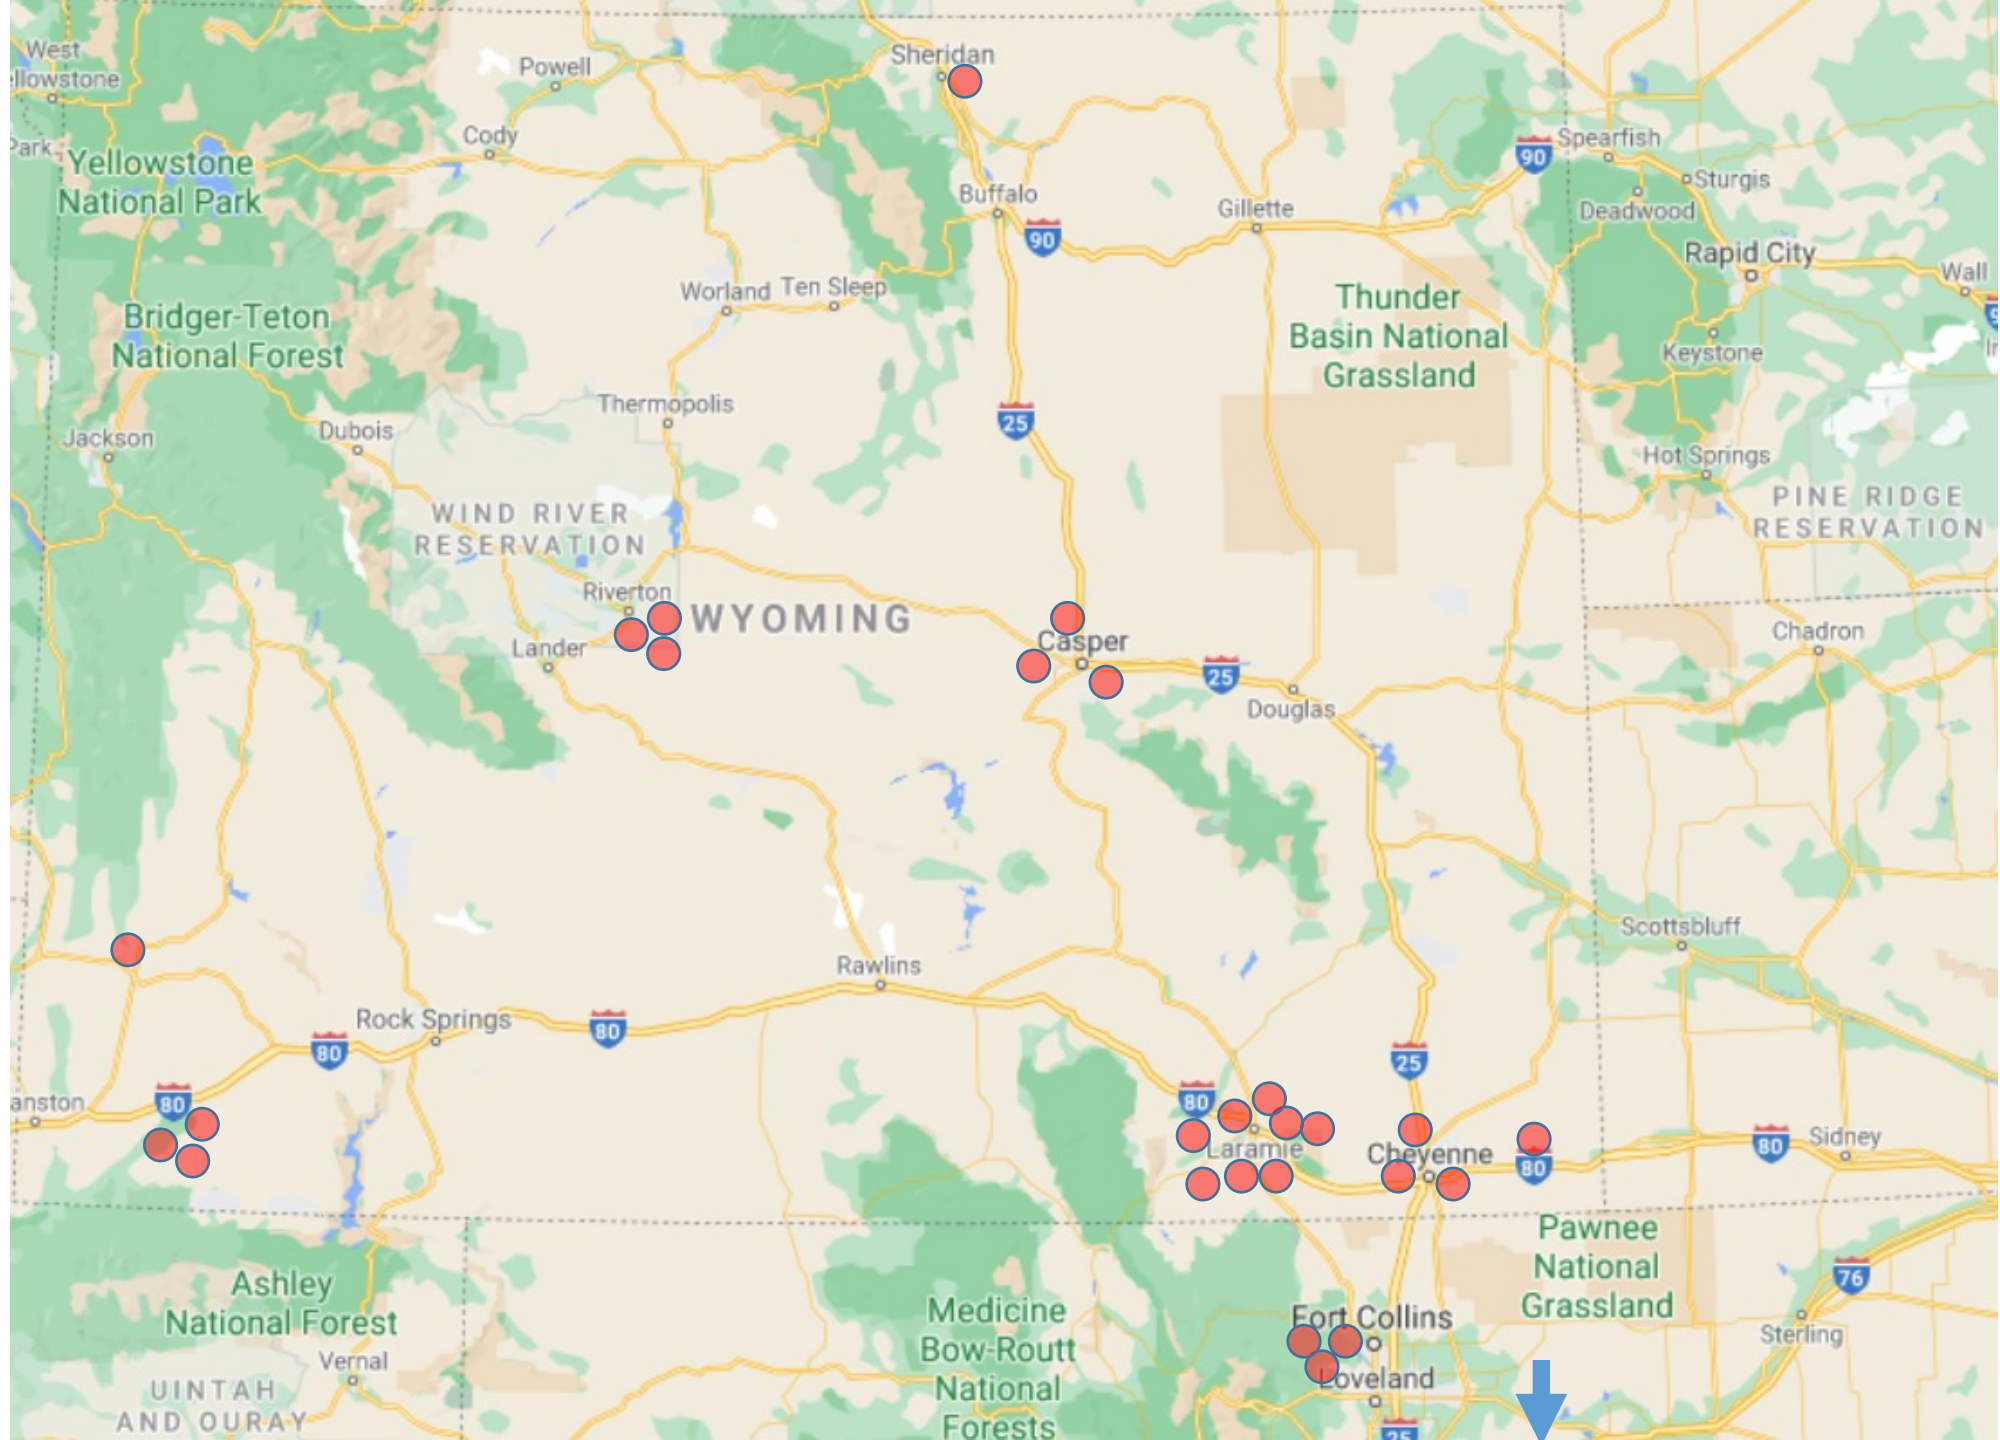 West
ellowstone
Park
Yellowstone
National Park
Powell
Cody
Sheridan
Buffalo
90
Gillette
90
Spearfish
Sturgis
Deadwood
Rapid City
Wall
Keystone
Thunder
Basin National
Grassland
Worland
Ten Sleep
Bridger-Teton
National Forest
Thermopolis
25
Jackson
Dubois
Hot Springs
WIND RIVER
RESERVATION
PINE RIDGE
RESERVATION
Riverton
WYOMING
Lander
Casper
25
Douglas
Chadron
Scottsbluff
Rawlins
Rock Springs
80
80
25
anston
80
80
Laramie
Cheyenne
80
80
Sidney
Pawnee
National
Grassland
76
Ashley
National Forest
Vernal
UINTAH
AND OURAY
Medicine
Bow-Routt
National
Forests
Fort Collins
Loveland
Sterling
25